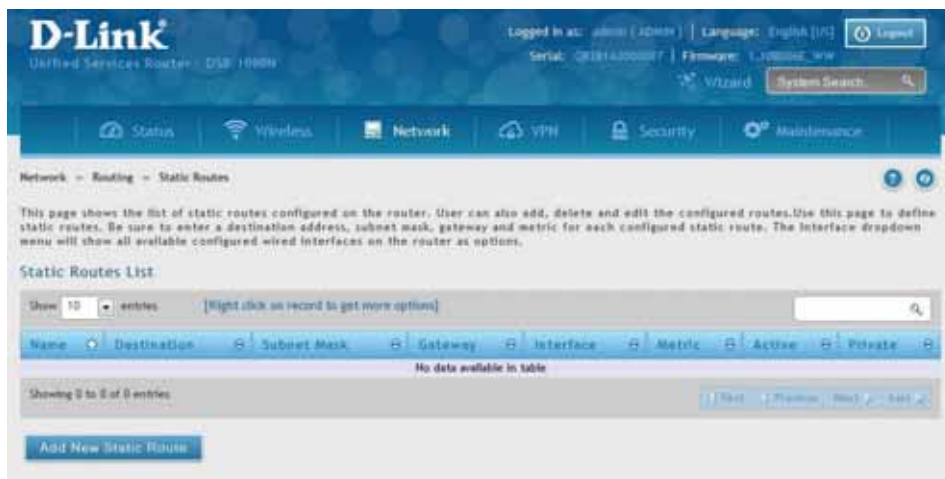 D-Link
Unified Services Router - DSR-1000N
Logged in as: admin ( ADMIN ) | Language: English [US]
Logout
Serial: | Firmware:
Wizard
System Search
Status
Wireless
Network
VPN
Security
Maintenance
Network » Routing » Static Routes
This page shows the list of static routes configured on the router. User can also add, delete and edit the configured routes.Use this page to define
static routes. Be sure to enter a destination address, subnet mask, gateway and metric for each configured static route. The Interface dropdown
menu will show all available configured wired interfaces on the router as options.
Static Routes List
Show 10 entries [Right click on record to get more options]
Name Destination Subnet Mask Gateway Interface Metric Active Private
No data available in table
Showing 0 to 0 of 0 entries
First Previous Next Last
Add New Static Route